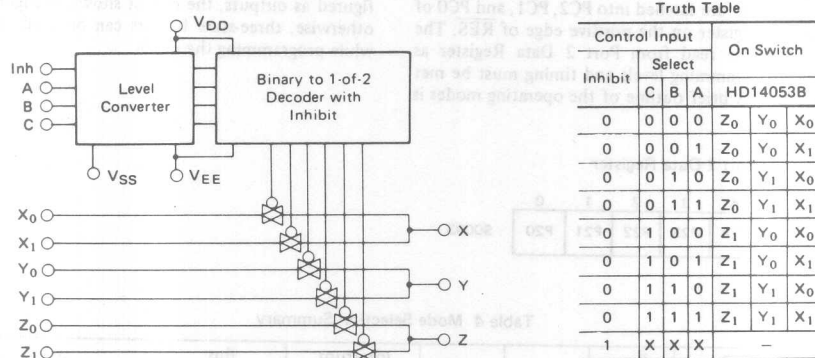 V_DD
Inh
A
B
C
Level
Converter
Binary to 1-of-2
Decoder with
Inhibit
V_SS
V_EE
X_0
X_1
Y_0
Y_1
Z_0
Z_1
X
Y
Z
Truth Table
Control Input
On Switch
Inhibit
Select
C B A
HD14053B
0 0 0 0 Z_0 Y_0 X_0
0 0 0 1 Z_0 Y_0 X_1
0 0 1 0 Z_0 Y_1 X_0
0 0 1 1 Z_0 Y_1 X_1
0 1 0 0 Z_1 Y_0 X_0
0 1 0 1 Z_1 Y_0 X_1
0 1 1 0 Z_1 Y_1 X_0
0 1 1 1 Z_1 Y_1 X_1
1 X X X –